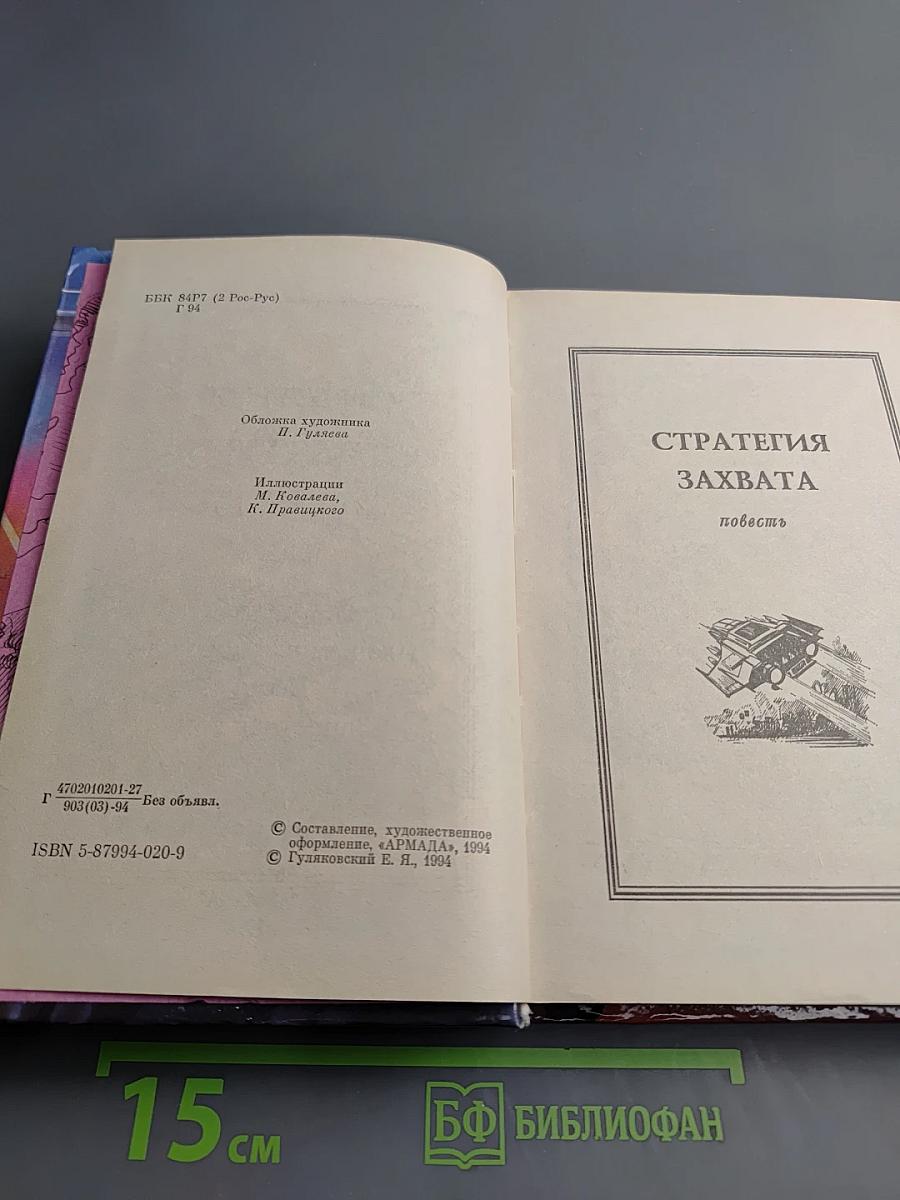 ББК 84Р7 (2 Рос-Рус)
Г 94
Обложка художника
П. Гуляева
Иллюстрации
М. Ковалева,
К. Правицкого
Г 4702010201-27
903(03)-94 Без объявл.
ISBN 5-87994-020-9
© Составление, художественное
оформление, «АРМАДА», 1994
© Гуляковский Е. Я., 1994
СТРАТЕГИЯ
ЗАХВАТА
повесть
15 см
БФ БИБЛИОФАН